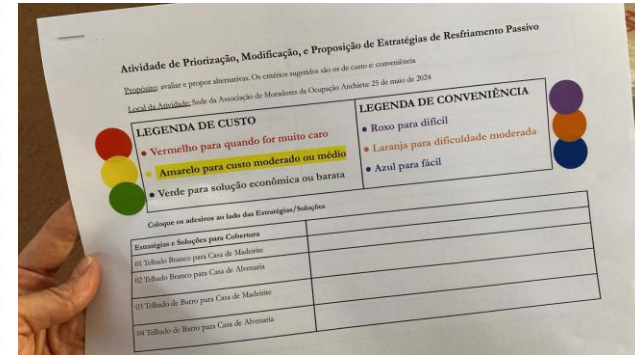 Atividade de Priorização, Modificação, e Proposição de Estratégias de Resfriamento Passivo
Propósito: avaliar e propor alternativas. Os critérios sugeridos são os de custo e conveniência
Local da Atividade: Sede da Associação de Moradores da Ocupação Anchieta; 25 de maio de 2024
LEGENDA DE CUSTO
• Vermelho para quando for muito caro
• Amarelo para custo moderado ou médio
• Verde para solução econômica ou barata
LEGENDA DE CONVENIÊNCIA
• Roxo para difícil
• Laranja para dificuldade moderada
• Azul para fácil
Coloque os adesivos ao lado das Estratégias/Soluções
Estratégias e Soluções para Cobertura
01 Telhado Branco para Casa de Madeirite
02 Telhado Branco para Casa de Alvenaria
03 Telhado de Barro para Casa de Madeirite
04 Telhado de Barro para Casa de Alvenaria